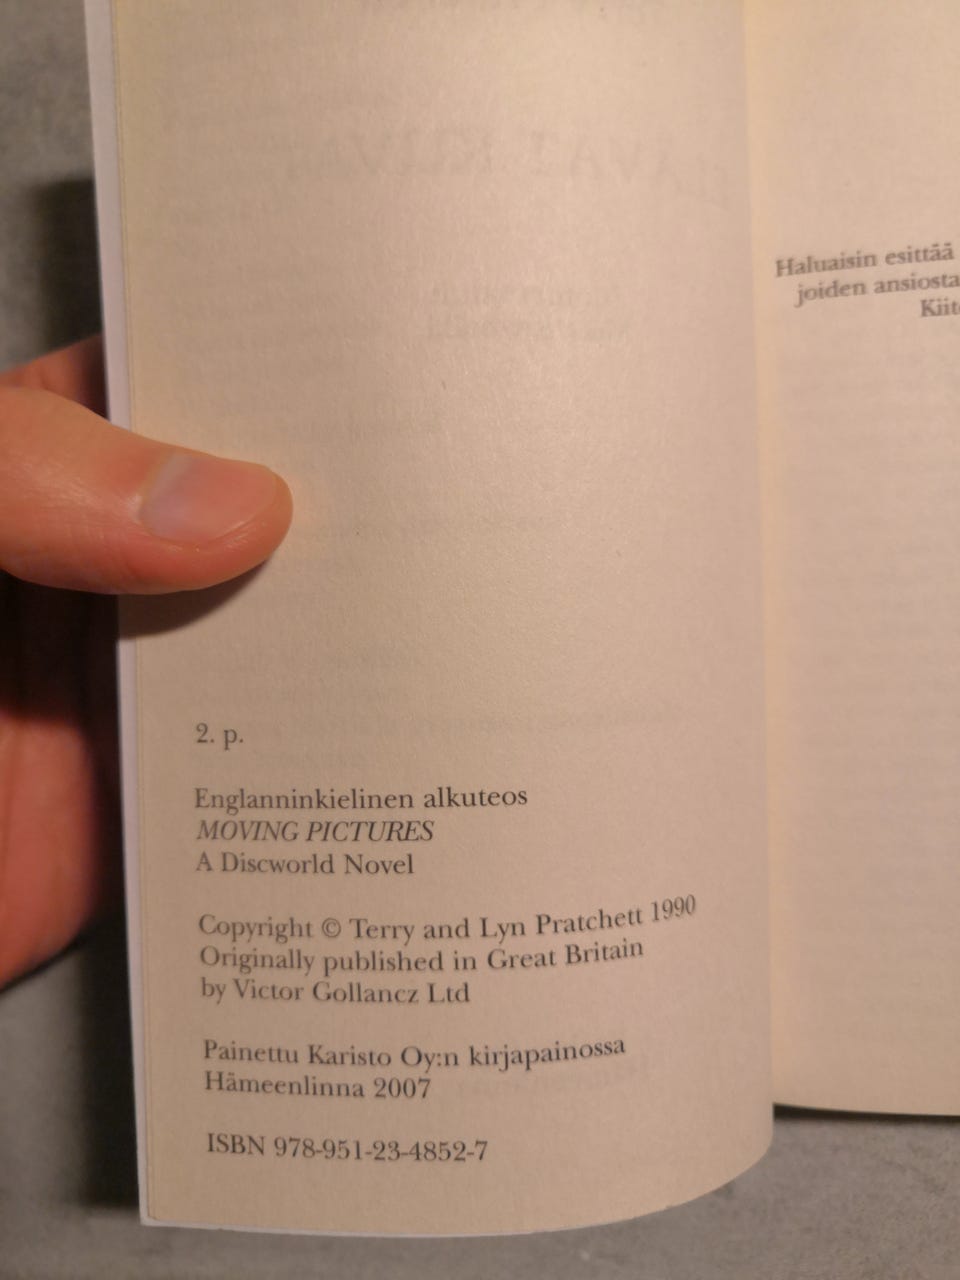 2. p.
Englanninkielinen alkuteos
MOVING PICTURES
A Discworld Novel
Copyright © Terry and Lyn Pratchett 1990
Originally published in Great Britain
by Victor Gollancz Ltd
Painettu Karisto Oy:n kirjapainossa
Hämeenlinna 2007
ISBN 978-951-23-4852-7
Haluaisin esittää
joiden ansiosta